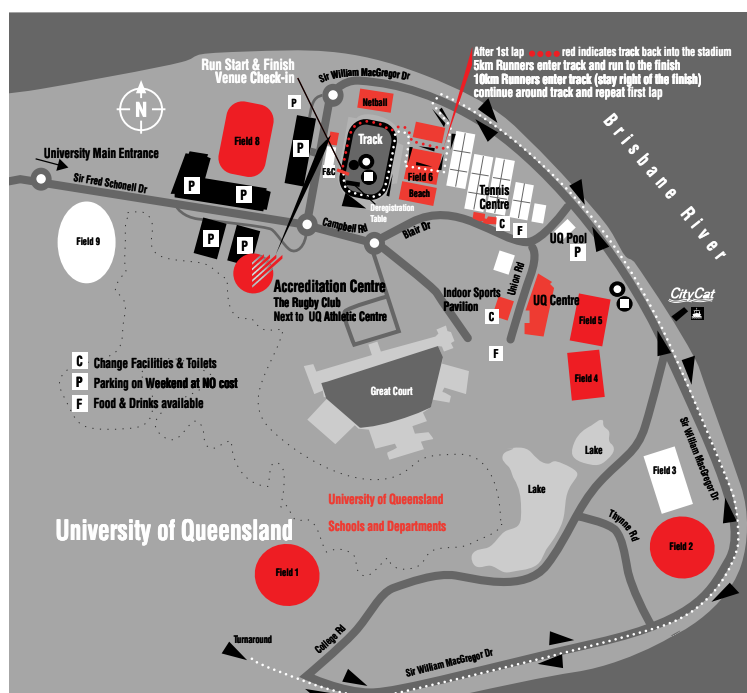 After 1st lap red indicates track back into the stadium
5km Runners enter track and run to the finish
10km Runners enter track (stay right of the finish)
continue around track and repeat first lap
Run Start & Finish
Venue Check-in
Sir William MacGregor Dr
N
P
Netball
Brisbane River
Field 8
P
Track
University Main Entrance
F&C
Field 6
Beach
P
P
Sir Fred Schonell Dr
Tennis
Centre
Deregistration
Table
C
F
Campbell Rd
Blair Dr
Field 9
P
P
UQ Pool
P
Accreditation Centre
The Rugby Club
Next to UQ Athletic Centre
Indoor Sports
Pavilion
C
Union Rd
UQ Centre
CityCat
Field 5
F
C Change Facilities & Toilets
P Parking on Weekend at NO cost
F Food & Drinks available
Great Court
Field 4
Sir William MacGregor Dr
Lake
Field 3
Lake
University of Queensland
Schools and Departments
University of Queensland
Thynne Rd
Field 2
Field 1
Turnaround
College Rd
Sir William MacGregor Dr